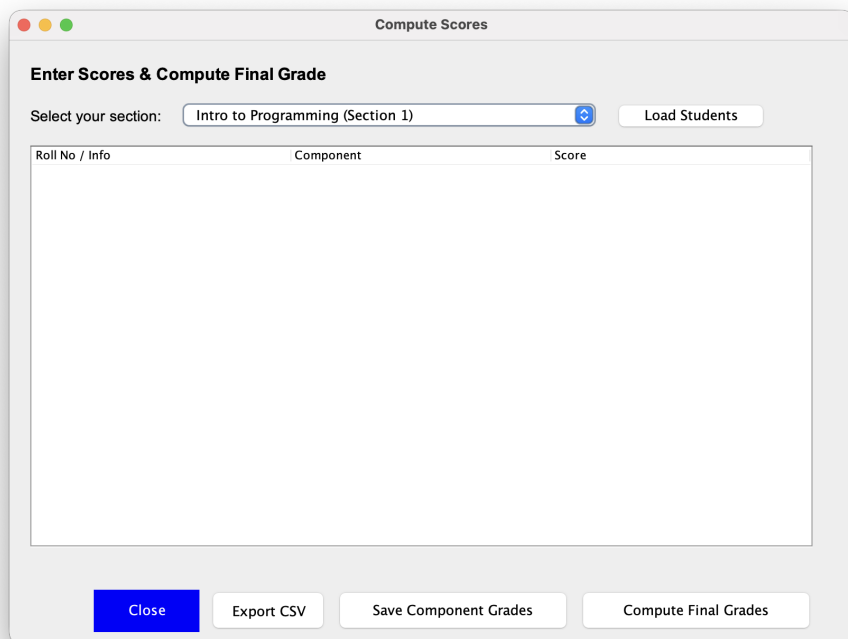 Compute Scores
Enter Scores & Compute Final Grade
Select your section: Intro to Programming (Section 1) Load Students
Roll No / Info Component Score
Close Export CSV Save Component Grades Compute Final Grades